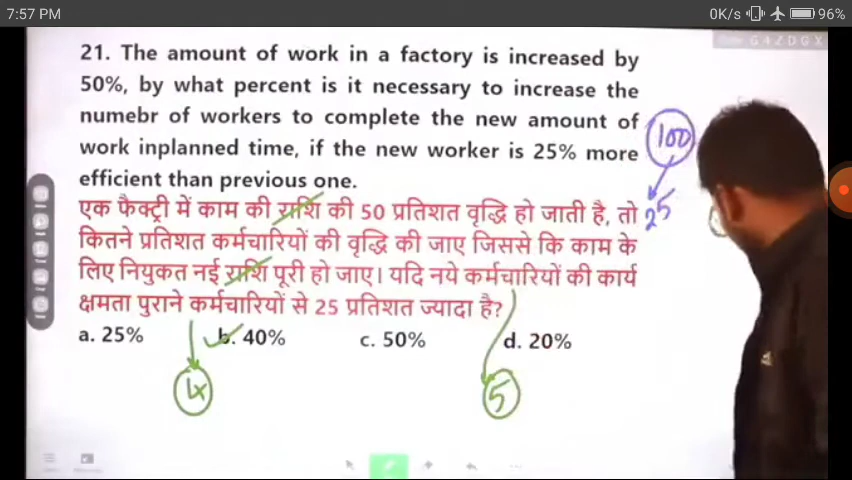 7:57 PM
0K/s 96%
21. The amount of work in a factory is increased by
50%, by what percent is it necessary to increase the
numebr of workers to complete the new amount of
work inplanned time, if the new worker is 25% more
efficient than previous one.
एक फैक्ट्री में काम की राशि की 50 प्रतिशत वृद्धि हो जाती है, तो
कितने प्रतिशत कर्मचारियों की वृद्धि की जाए जिससे कि काम के
लिए नियुकत नई राशि पूरी हो जाए। यदि नये कर्मचारियों की कार्य
क्षमता पुराने कर्मचारियों से 25 प्रतिशत ज्यादा है?
a. 25% b. 40% c. 50% d. 20%
100
25
4
5